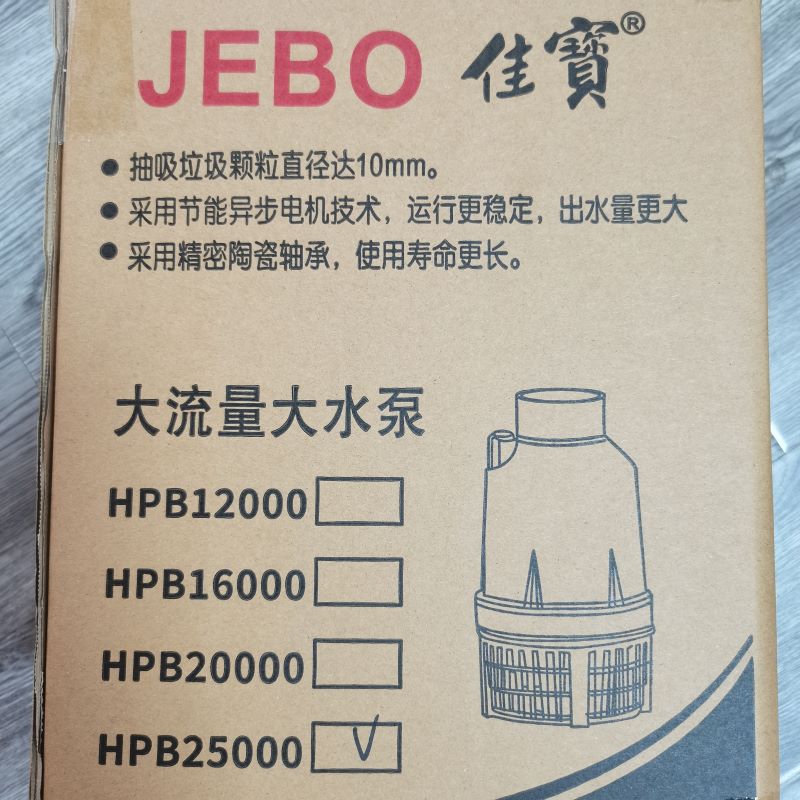 JEBO 佳寶®
● 抽吸垃圾颗粒直径达10mm。
● 采用节能异步电机技术，运行更稳定，出水量更大
● 采用精密陶瓷轴承，使用寿命更长。
大流量大水泵
HPB12000
HPB16000
HPB20000
HPB25000 √